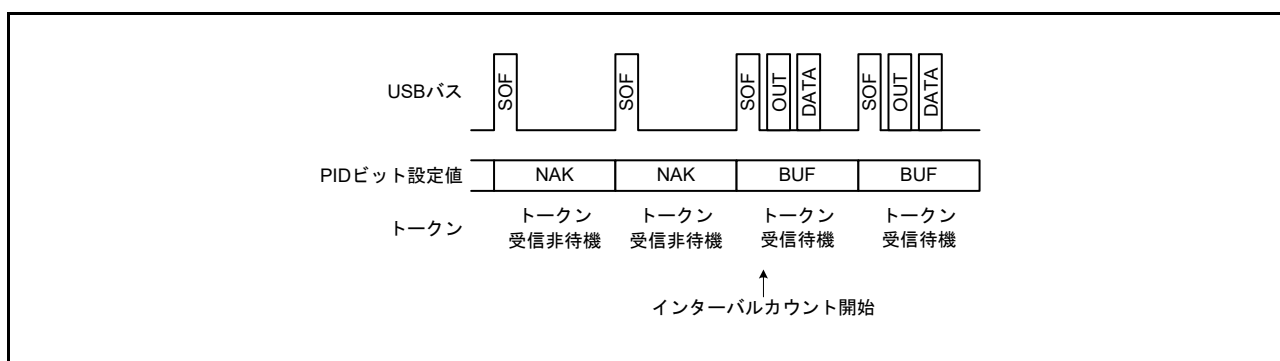 USBバス
SOF
SOF
SOF
OUT
DATA
SOF
OUT
DATA
PIDビット設定値
NAK
NAK
BUF
BUF
トークン
トークン
受信非待機
トークン
受信非待機
トークン
受信待機
トークン
受信待機
インターバルカウント開始